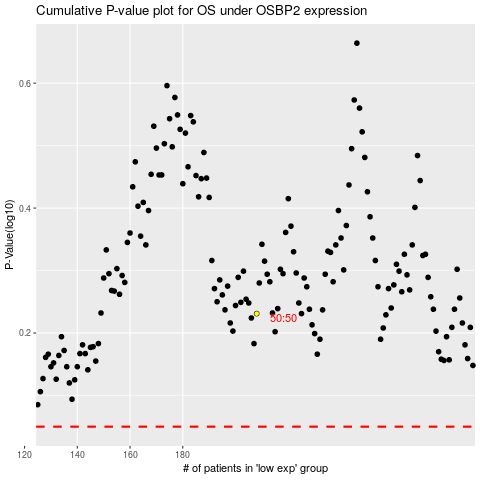 Cumulative P-value plot for OS under OSBP2 expression
P-Value(log10)
0.6
0.4
0.2
50:50
120 140 160 180
# of patients in 'low exp' group